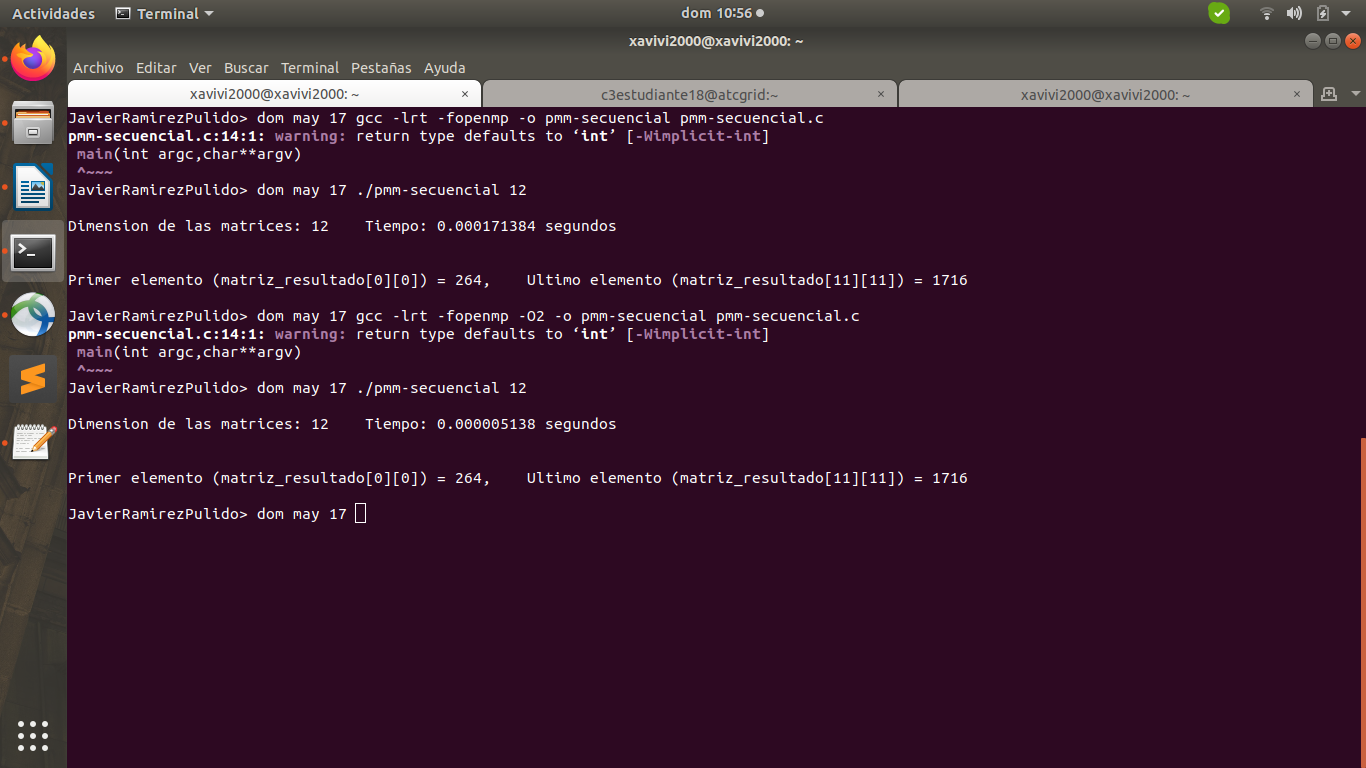 Actividades Terminal dom 10:56
xavivi2000@xavivi2000: ~
Archivo Editar Ver Buscar Terminal Pestañas Ayuda
xavivi2000@xavivi2000: ~ × c3estudiante18@atcgrid:~ × xavivi2000@xavivi2000: ~ ×
JavierRamirezPulido> dom may 17 gcc -lrt -fopenmp -o pmm-secuencial pmm-secuencial.c
pmm-secuencial.c:14:1: warning: return type defaults to ‘int’ [-Wimplicit-int]
main(int argc,char**argv)
^~~~
JavierRamirezPulido> dom may 17 ./pmm-secuencial 12
Dimension de las matrices: 12    Tiempo: 0.000171384 segundos
Primer elemento (matriz_resultado[0][0]) = 264,    Ultimo elemento (matriz_resultado[11][11]) = 1716
JavierRamirezPulido> dom may 17 gcc -lrt -fopenmp -O2 -o pmm-secuencial pmm-secuencial.c
pmm-secuencial.c:14:1: warning: return type defaults to ‘int’ [-Wimplicit-int]
main(int argc,char**argv)
^~~~
JavierRamirezPulido> dom may 17 ./pmm-secuencial 12
Dimension de las matrices: 12    Tiempo: 0.000005138 segundos
Primer elemento (matriz_resultado[0][0]) = 264,    Ultimo elemento (matriz_resultado[11][11]) = 1716
JavierRamirezPulido> dom may 17